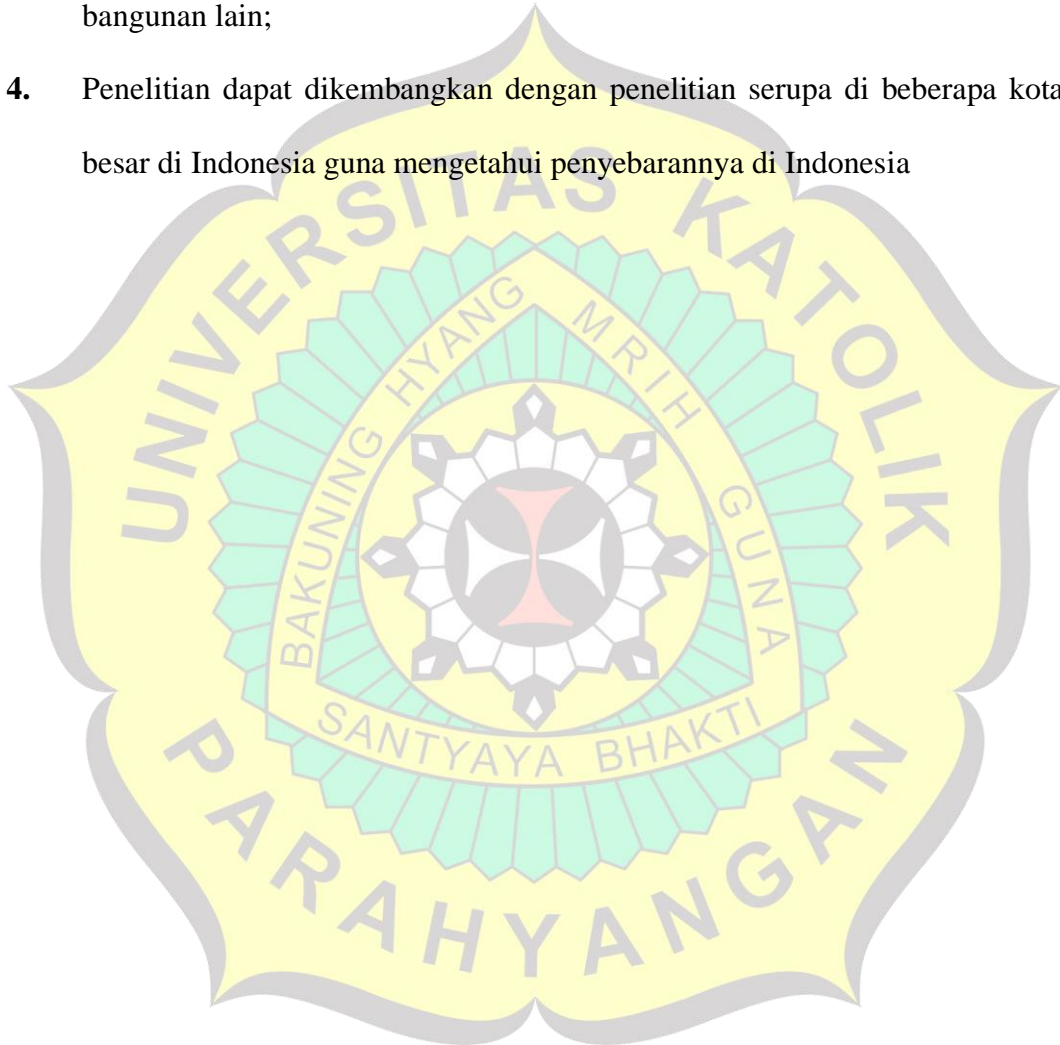 bangunan lain;
4. Penelitian dapat dikembangkan dengan penelitian serupa di beberapa kota
besar di Indonesia guna mengetahui penyebarannya di Indonesia
UNIVERSITAS KATOLIK
BAKUNING HYANG MRIH GUNA
SANTYAYA BHAKTI
PARAHYANGAN